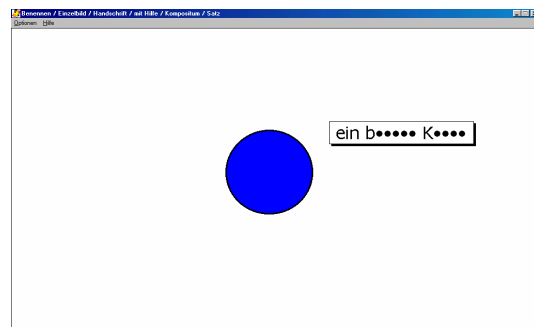 Benennen / Einzelbild / Handschrift / mit Hilfe / Kompositum / Satz
Optionen Hilfe
ein b●●●●● K●●●●